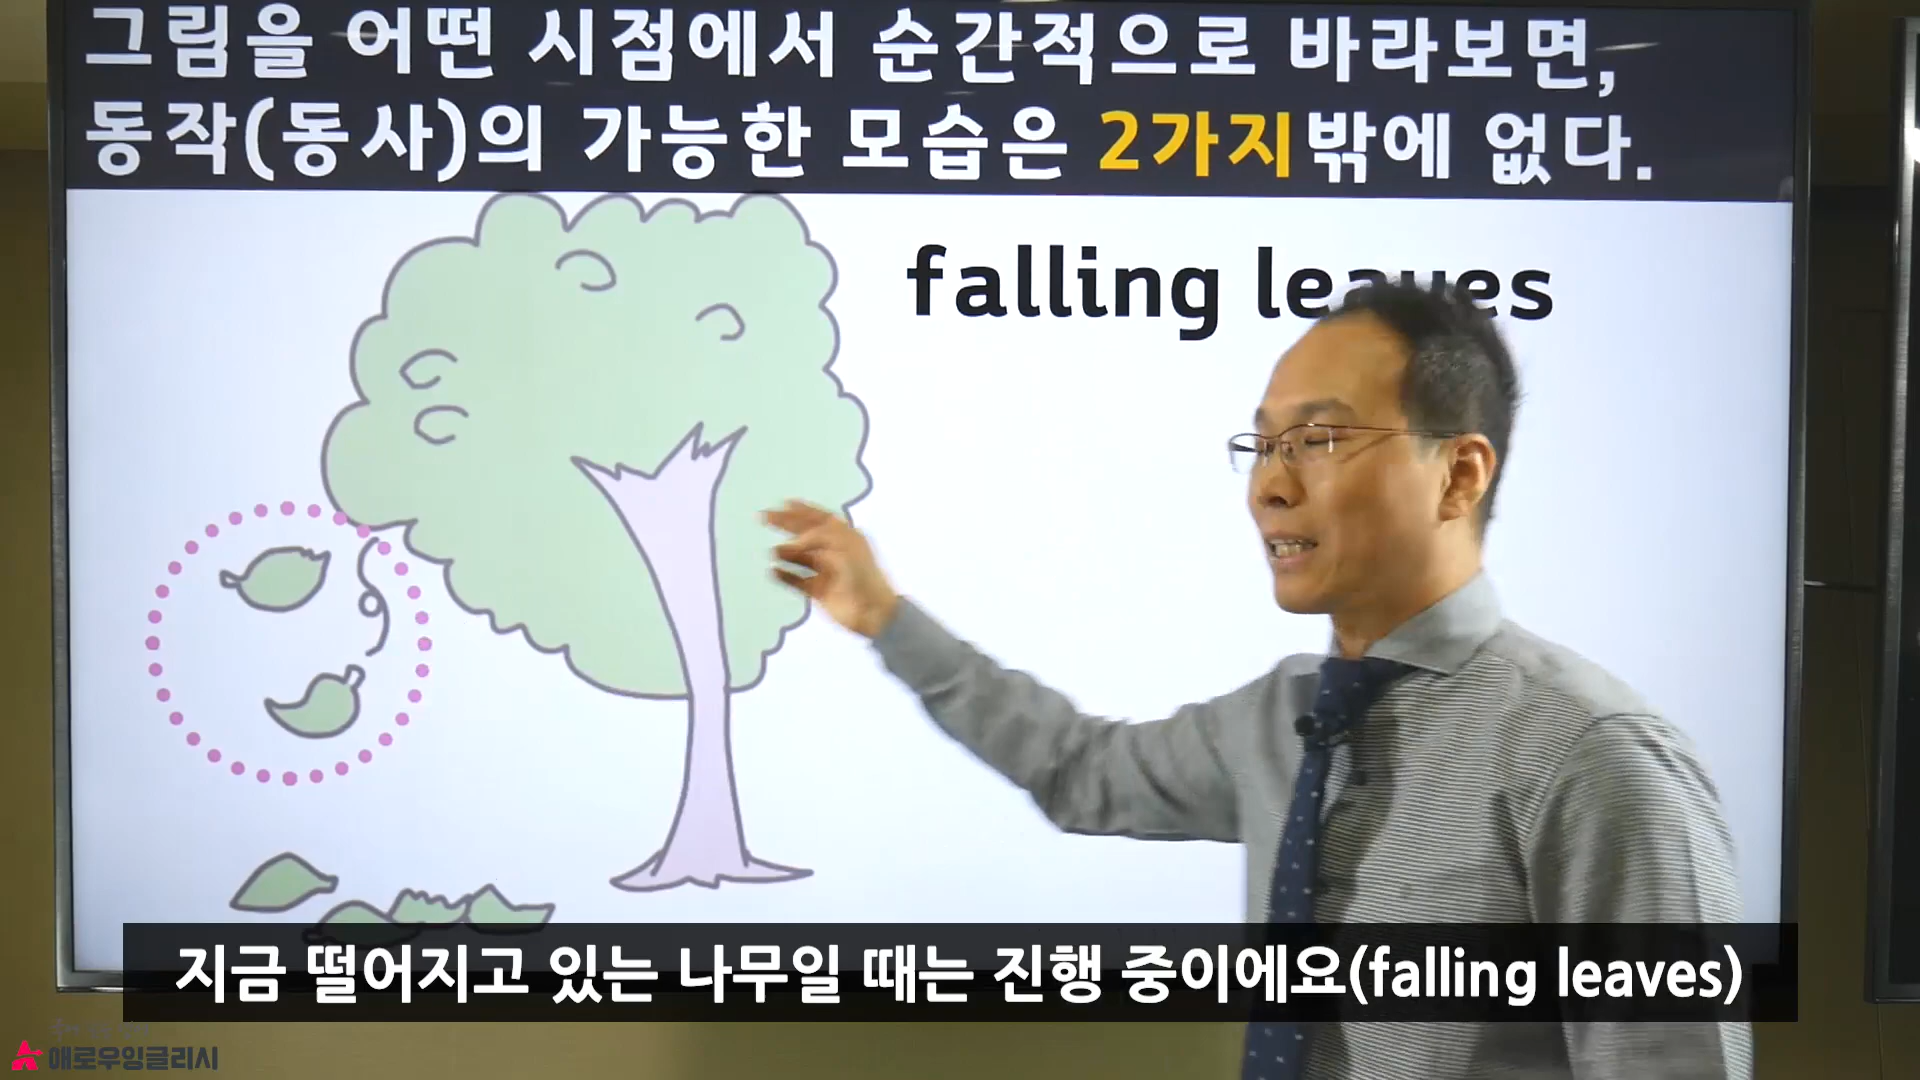 그림을 어떤 시점에서 순간적으로 바라보면,
동작(동사)의 가능한 모습은 2가지밖에 없다.
falling leaves
지금 떨어지고 있는 나무일 때는 진행 중이에요(falling leaves)
애로우잉글리시